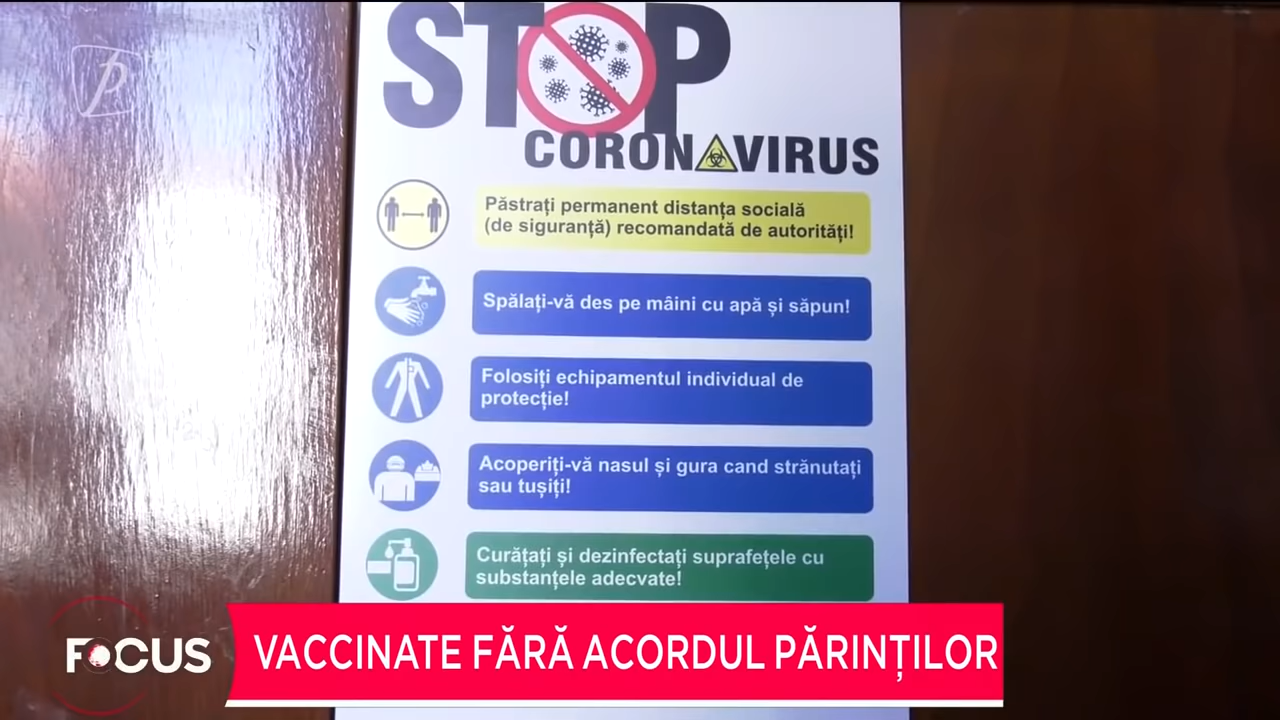 STOP
CORONAVIRUS
Păstrați permanent distanța socială
(de siguranță) recomandată de autorități!
Spălați-vă des pe mâini cu apă și săpun!
Folosiți echipamentul individual de
protecție!
Acoperiți-vă nasul și gura cand strănutați
sau tușiți!
Curățați și dezinfectați suprafețele cu
substanțele adecvate!
FOCUS
VACCINATE FĂRĂ ACORDUL PĂRINȚILOR